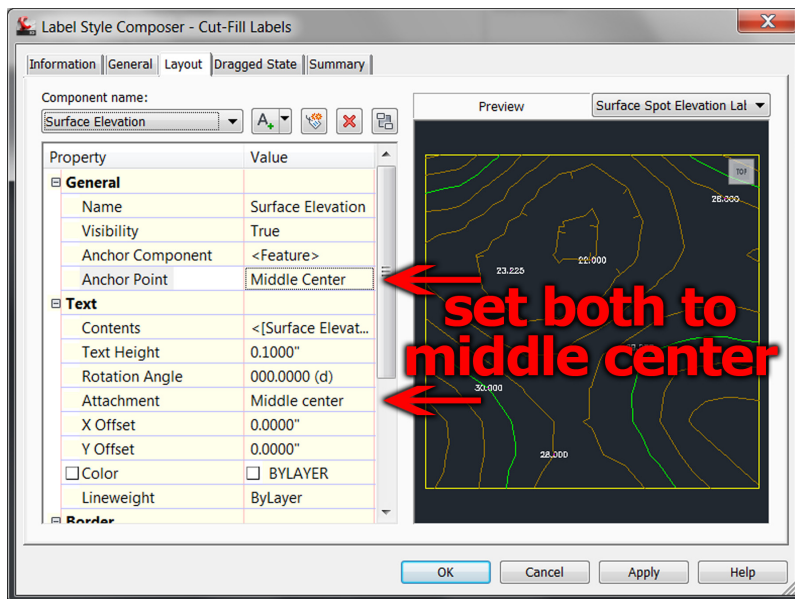 Label Style Composer - Cut-Fill Labels
Information General Layout Dragged State Summary
Component name:
Surface Elevation
Preview
Surface Spot Elevation Lal
Property Value
General
Name Surface Elevation
Visibility True
Anchor Component <Feature>
Anchor Point Middle Center
Text
Contents <[Surface Elevat...
Text Height 0.1000"
Rotation Angle 000.0000 (d)
Attachment Middle center
X Offset 0.0000"
Y Offset 0.0000"
Color BYLAYER
Lineweight ByLayer
Border
TOP
28.000
22.000
23.225
set both to
middle center
30.000
28.000
OK Cancel Apply Help